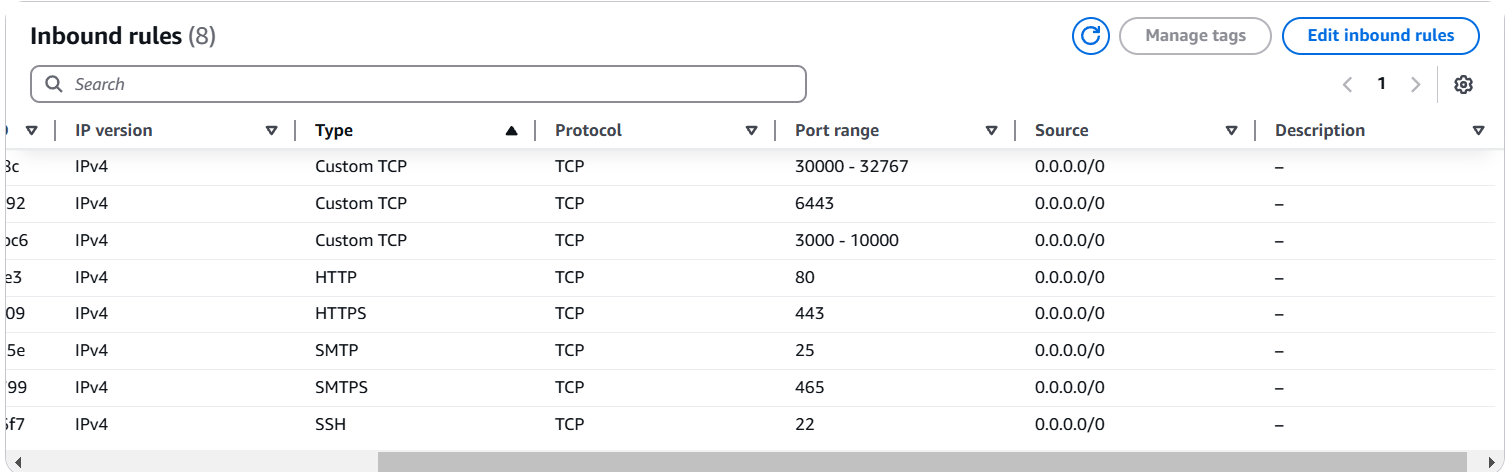 Inbound rules (8)
Manage tags
Edit inbound rules
Search
1
IP version Type Protocol Port range Source Description
8c IPv4 Custom TCP TCP 30000 - 32767 0.0.0.0/0 –
92 IPv4 Custom TCP TCP 6443 0.0.0.0/0 –
c6 IPv4 Custom TCP TCP 3000 - 10000 0.0.0.0/0 –
e3 IPv4 HTTP TCP 80 0.0.0.0/0 –
09 IPv4 HTTPS TCP 443 0.0.0.0/0 –
5e IPv4 SMTP TCP 25 0.0.0.0/0 –
99 IPv4 SMTPS TCP 465 0.0.0.0/0 –
f7 IPv4 SSH TCP 22 0.0.0.0/0 –